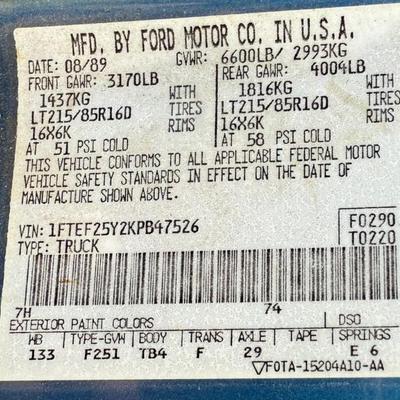 MFD. BY FORD MOTOR CO. IN U.S.A.
DATE: 08/89 GVWR: 6600LB/ 2993KG
FRONT GAWR: 3170LB REAR GAWR: 4004LB
1437KG WITH 1816KG WITH
LT215/85R16D TIRES LT215/85R16D TIRES
16X6K RIMS 16X6K RIMS
AT 51 PSI COLD AT 58 PSI COLD
THIS VEHICLE CONFORMS TO ALL APPLICABLE FEDERAL MOTOR
VEHICLE SAFETY STANDARDS IN EFFECT ON THE DATE OF
MANUFACTURE SHOWN ABOVE.
VIN: 1FTEF25Y2KPB47526 F0290
TYPE: TRUCK T0220
7H 74
EXTERIOR PAINT COLORS DSO
WB TYPE-GVW BODY TRANS AXLE TAPE SPRINGS
133 F251 TB4 F 29 E 6
F0TA-15204A10-AA